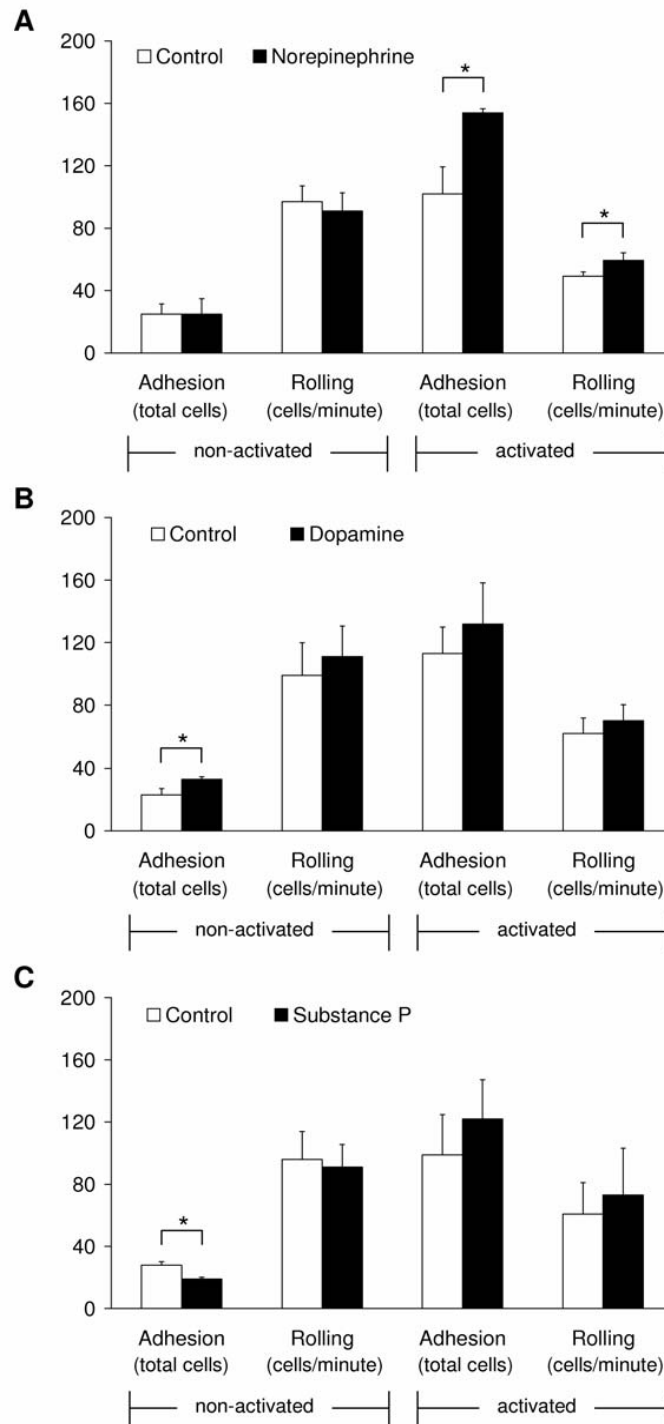 A
200
160
120
80
40
0
Control Norepinephrine
*
*
Adhesion Rolling Adhesion Rolling
(total cells) (cells/minute) (total cells) (cells/minute)
non-activated activated
B
200
160
120
80
40
0
Control Dopamine
*
Adhesion Rolling Adhesion Rolling
(total cells) (cells/minute) (total cells) (cells/minute)
non-activated activated
C
200
160
120
80
40
0
Control Substance P
*
Adhesion Rolling Adhesion Rolling
(total cells) (cells/minute) (total cells) (cells/minute)
non-activated activated